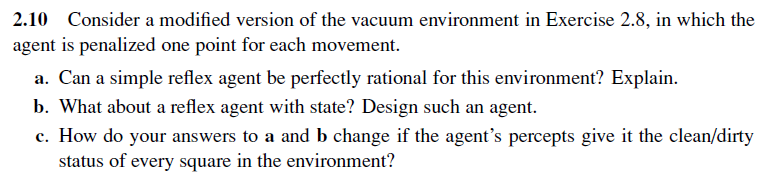 2.10 Consider a modified version of the vacuum environment in Exercise 2.8, in which the
agent is penalized one point for each movement.
a. Can a simple reflex agent be perfectly rational for this environment? Explain.
b. What about a reflex agent with state? Design such an agent.
c. How do your answers to a and b change if the agent's percepts give it the clean/dirty
status of every square in the environment?